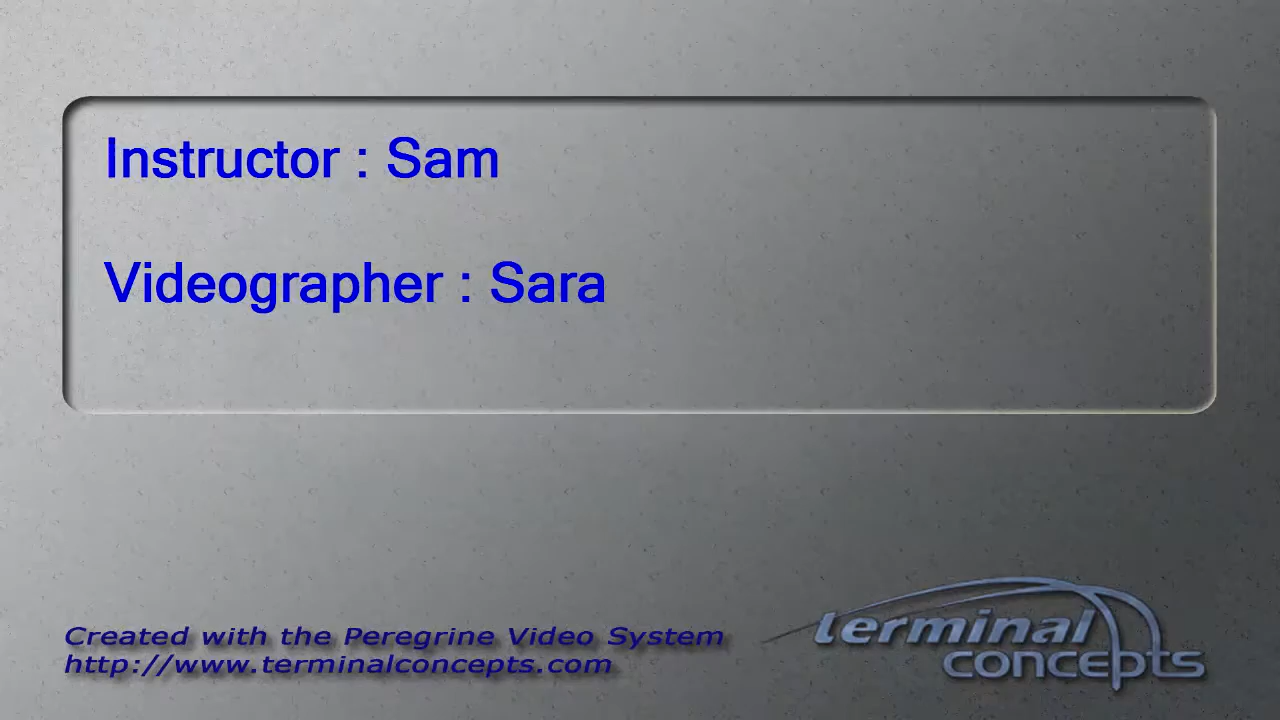 Instructor : Sam
Videographer : Sara
Created with the Peregrine Video System
http://www.terminalconcepts.com
terminal
concepts